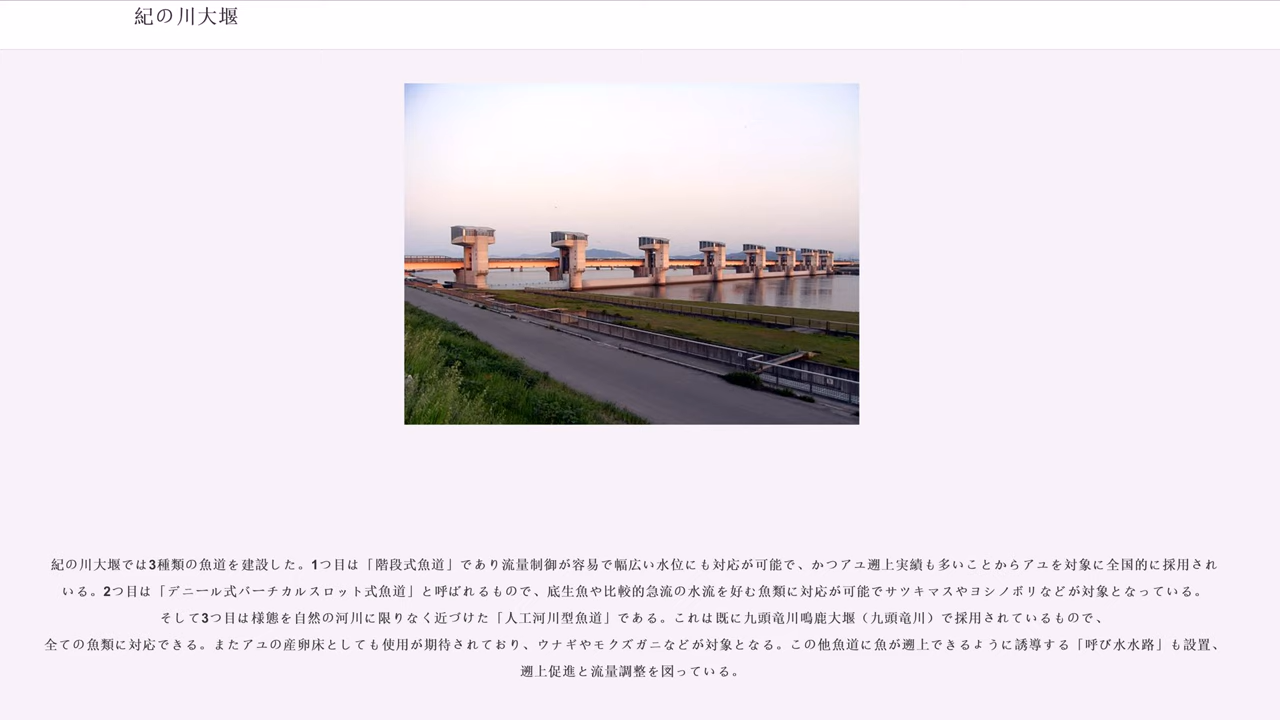 紀の川大堰
紀の川大堰では3種類の魚道を建設した。1つ目は「階段式魚道」であり流量制御が容易で幅広い水位にも対応が可能で、かつアユ遡上実績も多いことからアユを対象に全国的に採用され
いる。2つ目は「デニール式バーチカルスロット式魚道」と呼ばれるもので、底生魚や比較的急流の水流を好む魚類に対応が可能でサツキマスやヨシノボリなどが対象となっている。
そして3つ目は様態を自然の河川に限りなく近づけた「人工河川型魚道」である。これは既に九頭竜川鳴鹿大堰（九頭竜川）で採用されているもので、
全ての魚類に対応できる。またアユの産卵床としても使用が期待されており、ウナギやモクズガニなどが対象となる。この他魚道に魚が遡上できるように誘導する「呼び水水路」も設置、
遡上促進と流量調整を図っている。